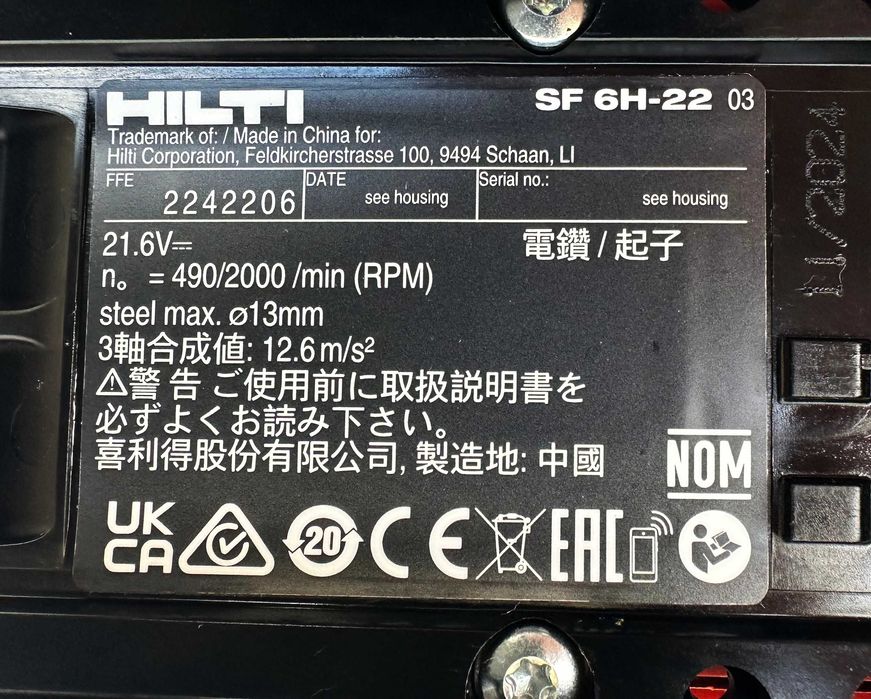 HILTI SF 6H-22 03
Trademark of: / Made in China for:
Hilti Corporation, Feldkircherstrasse 100, 9494 Schaan, LI
FFE 2242206 DATE see housing Serial no.: see housing
21.6V⎓ 電鑽 / 起子
n₀ = 490/2000 /min (RPM)
steel max. ø13mm
3軸合成値: 12.6 m/s²
⚠警 告 ご使用前に取扱説明書を
必ずよくお読み下さい。
喜利得股份有限公司, 製造地: 中國
NOM
UK
CA
20
CE
EAC
/2024